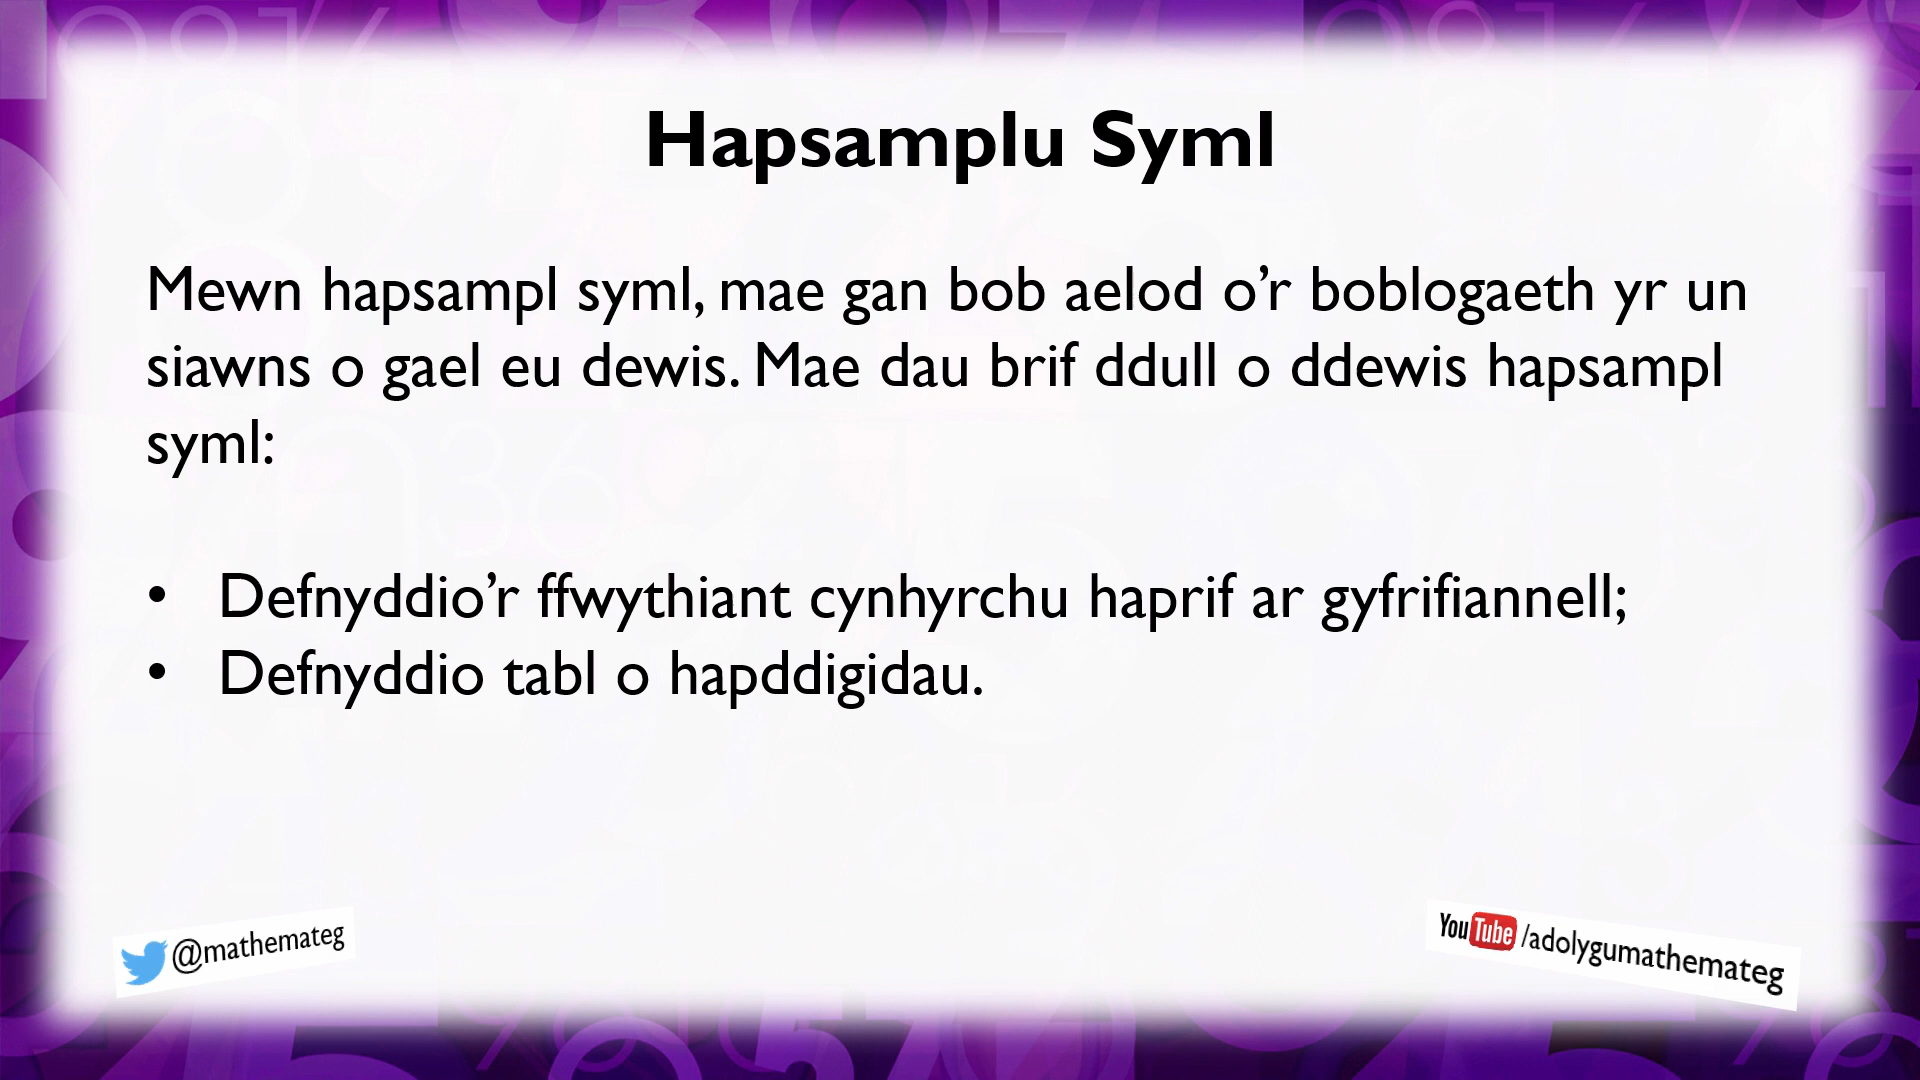 Hapsamplu Syml
Mewn hapsampl syml, mae gan bob aelod o’r boblogaeth yr un
siawns o gael eu dewis. Mae dau brif ddull o ddewis hapsampl
syml:
• Defnyddio’r ffwythiant cynhyrchu haprif ar gyfrifiannell;
• Defnyddio tabl o hapddigidau.
@mathemateg
YouTube /adolygumathemateg